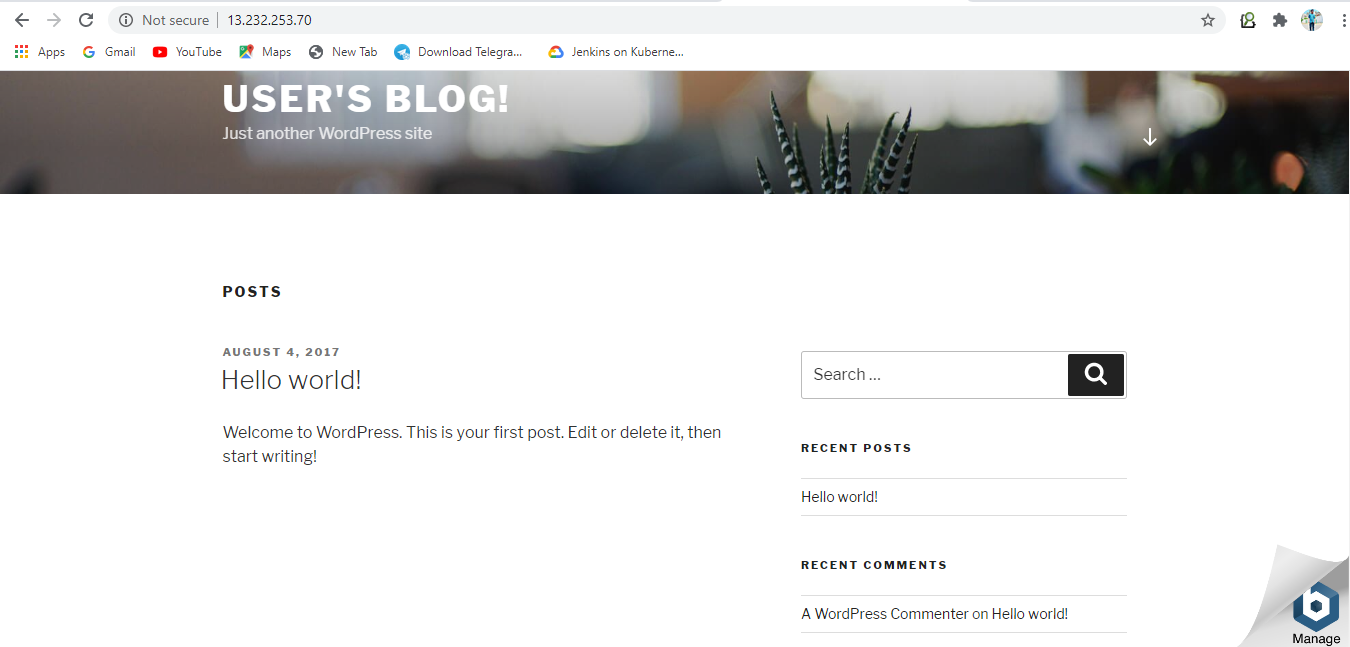 Not secure | 13.232.253.70
Apps Gmail YouTube Maps New Tab Download Telegra... Jenkins on Kuberne...
USER'S BLOG!
Just another WordPress site
POSTS
AUGUST 4, 2017
Hello world!
Welcome to WordPress. This is your first post. Edit or delete it, then
start writing!
Search ...
RECENT POSTS
Hello world!
RECENT COMMENTS
A WordPress Commenter on Hello world!
Manage